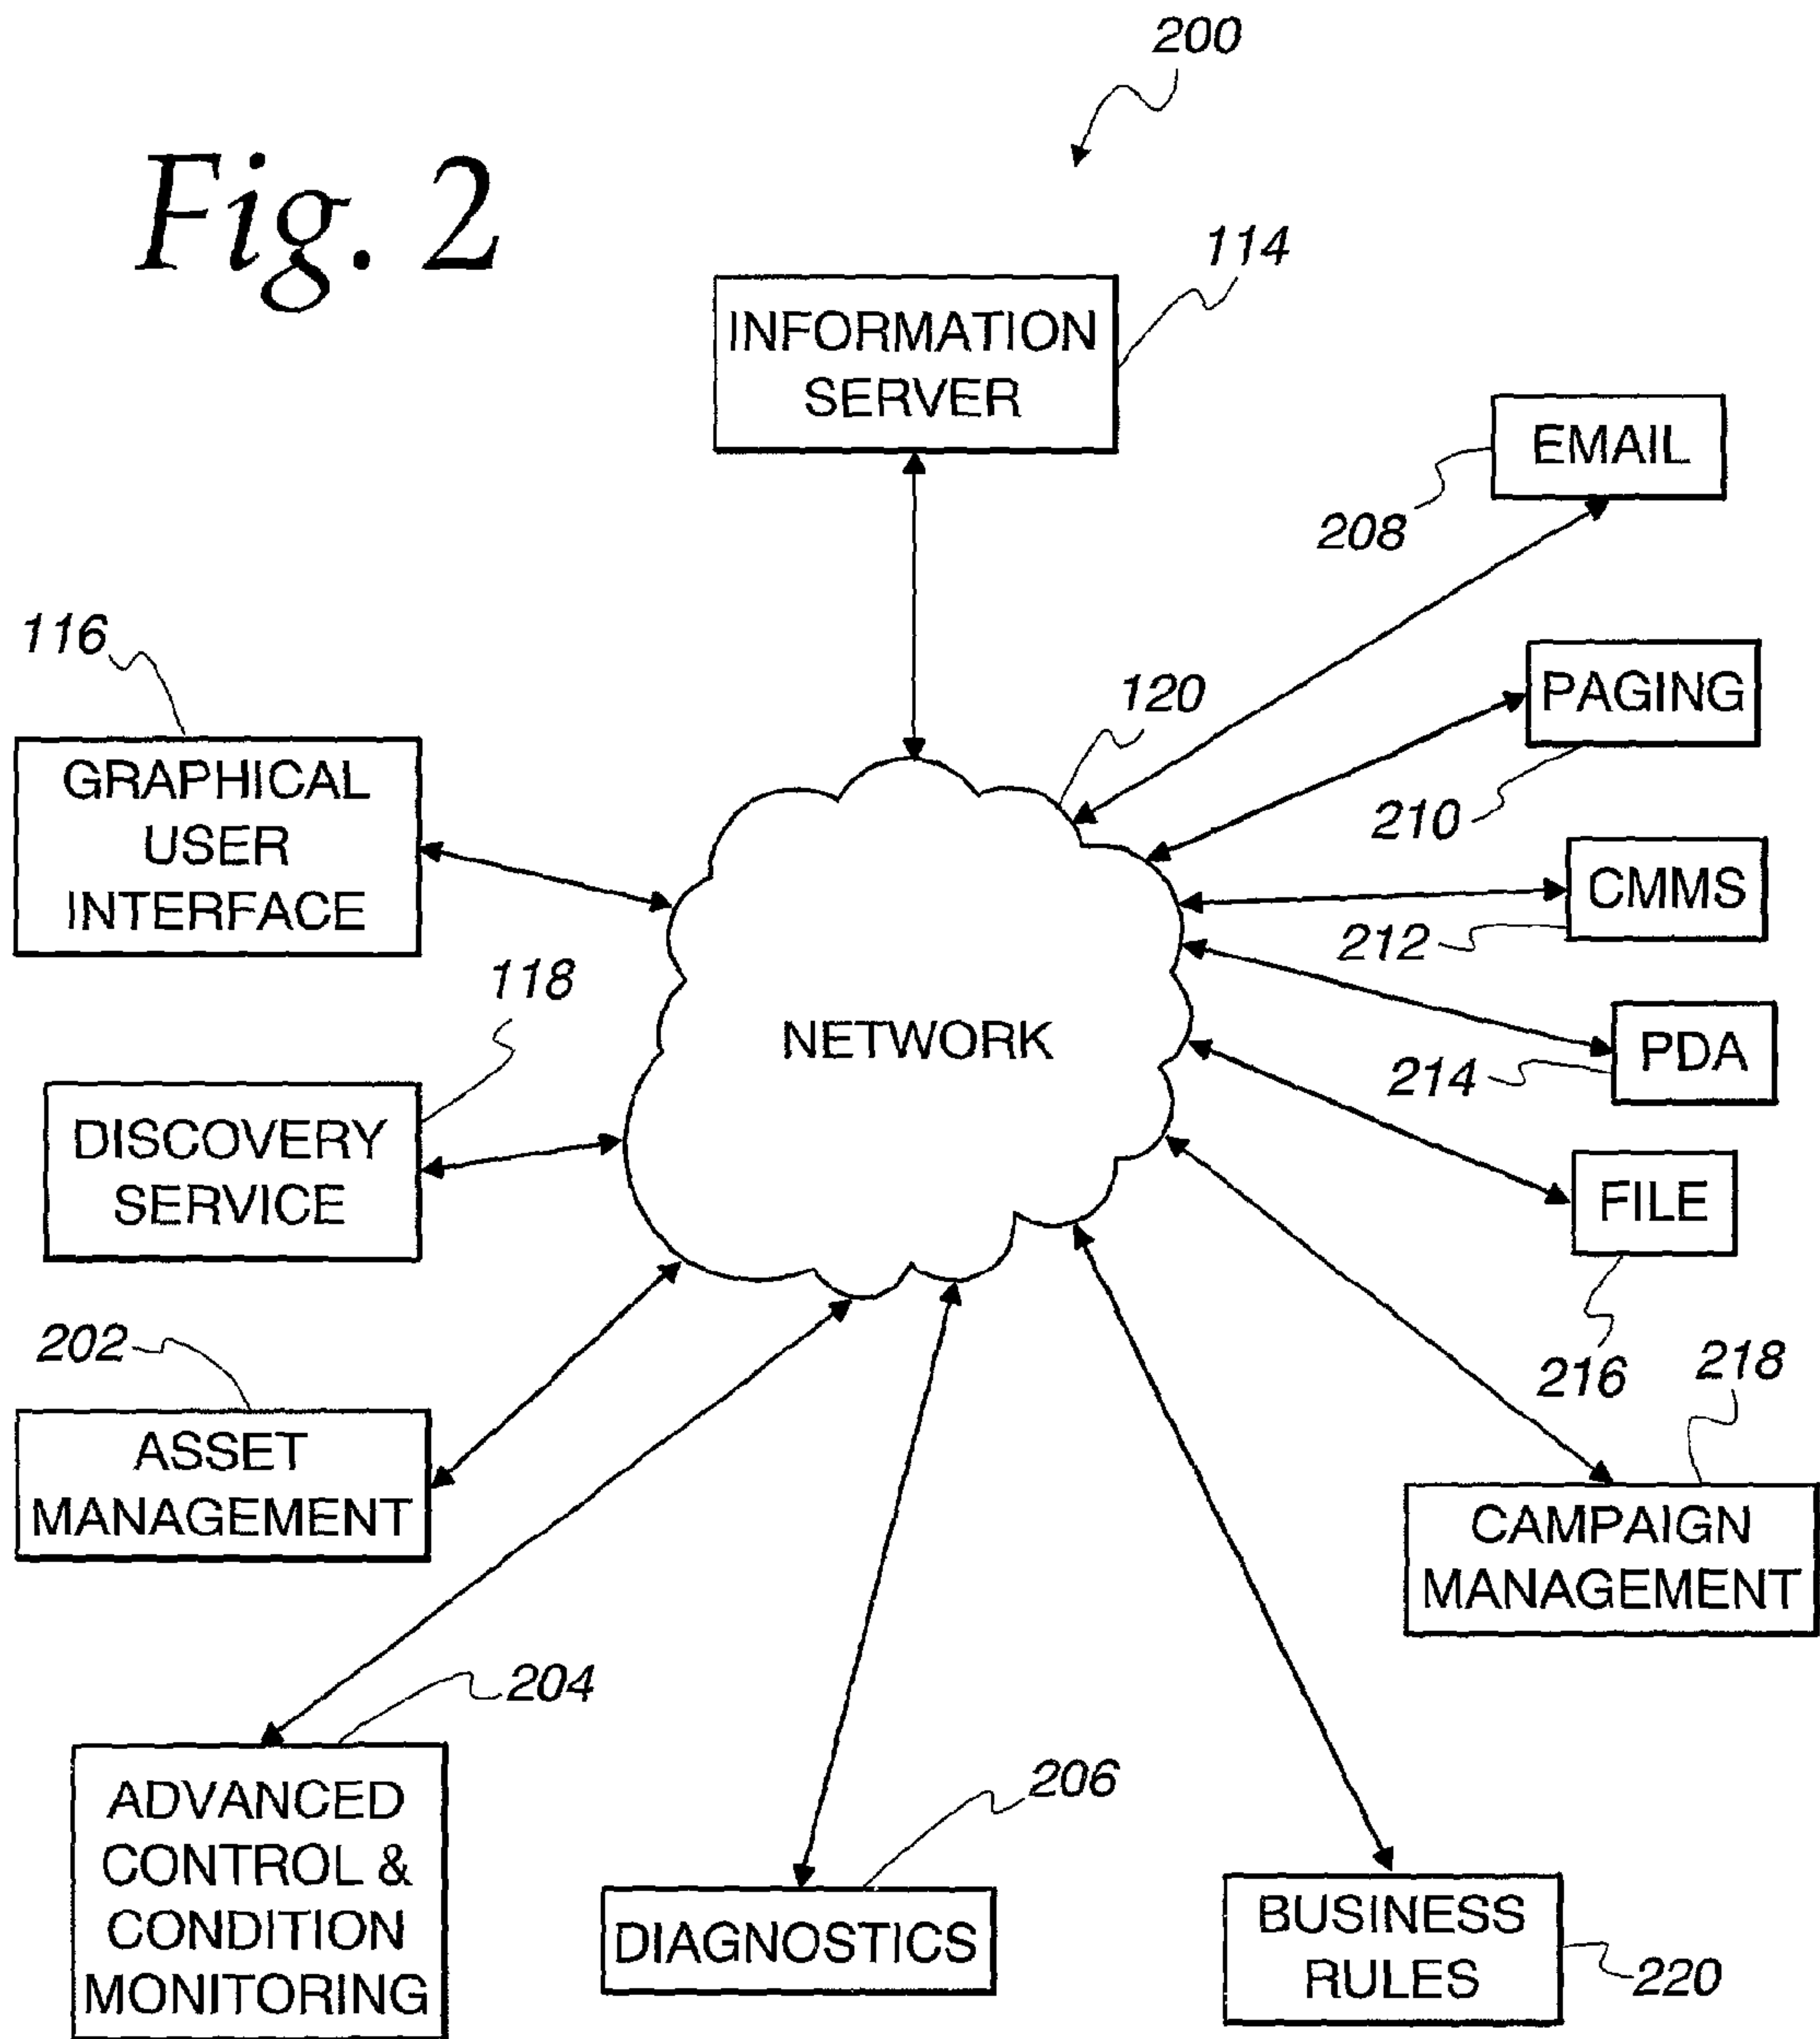 200
Fig. 2
114
INFORMATION
SERVER
EMAIL
208
116
120
PAGING
GRAPHICAL
USER
INTERFACE
210
CMMS
212
118
NETWORK
PDA
214
DISCOVERY
SERVICE
FILE
202
216
218
ASSET
MANAGEMENT
CAMPAIGN
MANAGEMENT
204
206
ADVANCED
CONTROL &
CONDITION
MONITORING
DIAGNOSTICS
BUSINESS
RULES
220